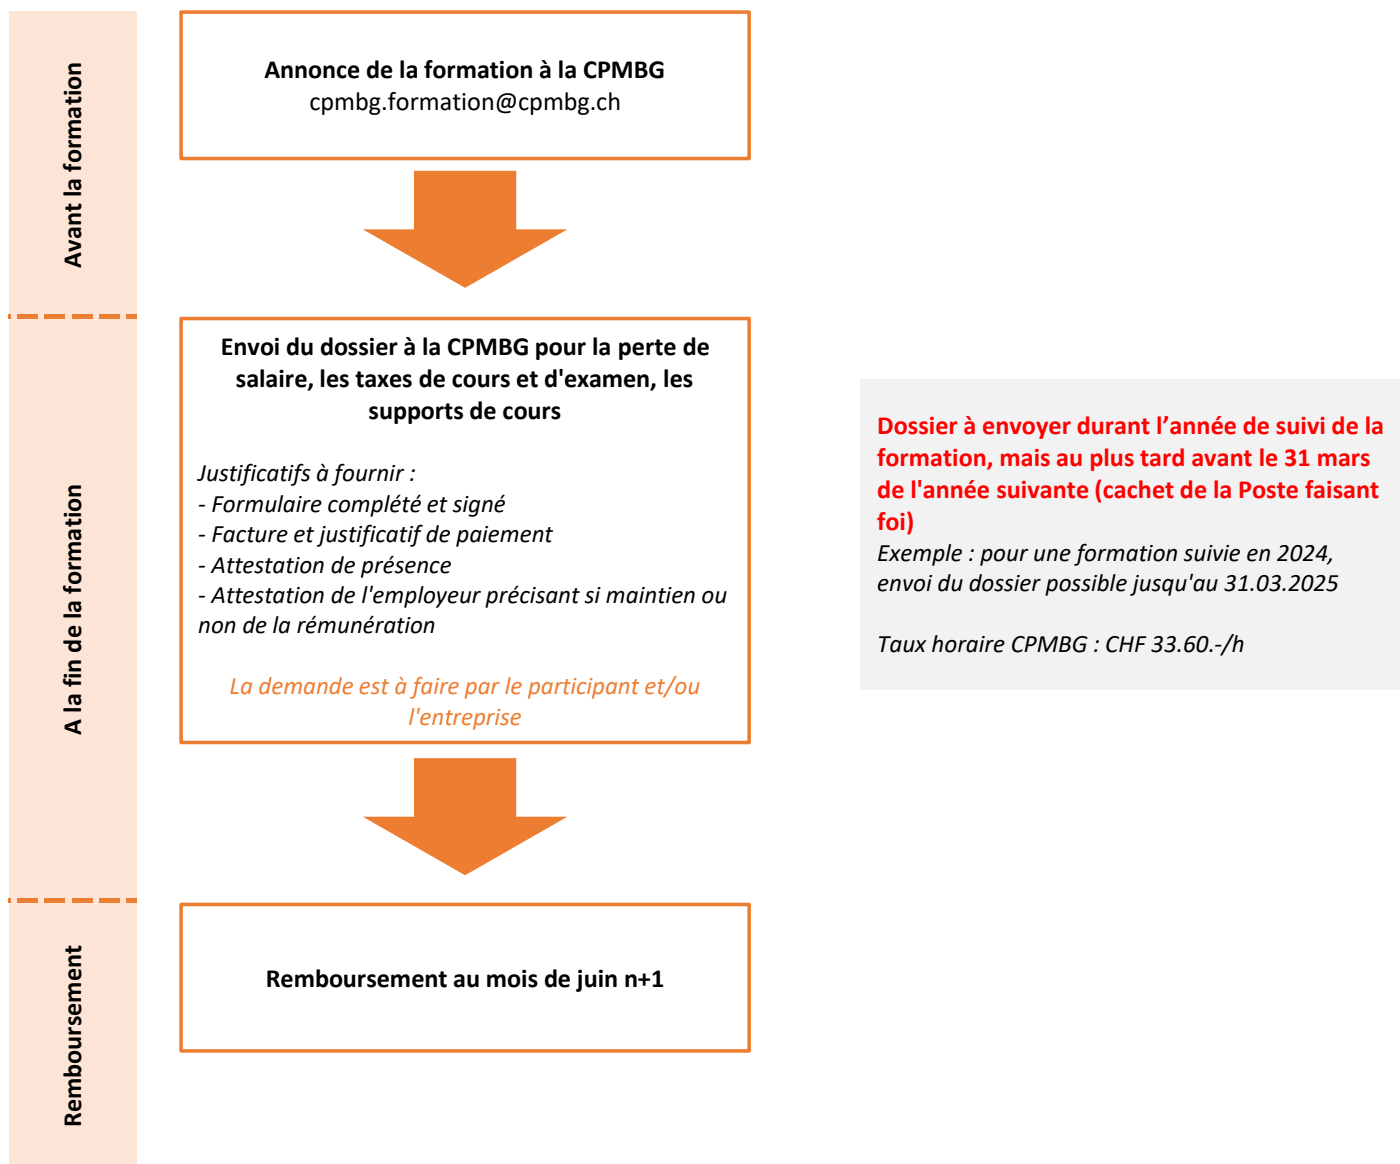 Avant la formation
Annonce de la formation à la CPMBG
cpmbg.formation@cpmbg.ch
A la fin de la formation
Envoi du dossier à la CPMBG pour la perte de
salaire, les taxes de cours et d'examen, les
supports de cours
Justificatifs à fournir :
- Formulaire complété et signé
- Facture et justificatif de paiement
- Attestation de présence
- Attestation de l'employeur précisant si maintien ou
non de la rémunération
La demande est à faire par le participant et/ou
l'entreprise
Dossier à envoyer durant l’année de suivi de la
formation, mais au plus tard avant le 31 mars
de l'année suivante (cachet de la Poste faisant
foi)
Exemple : pour une formation suivie en 2024,
envoi du dossier possible jusqu'au 31.03.2025
Taux horaire CPMBG : CHF 33.60.-/h
Remboursement
Remboursement au mois de juin n+1